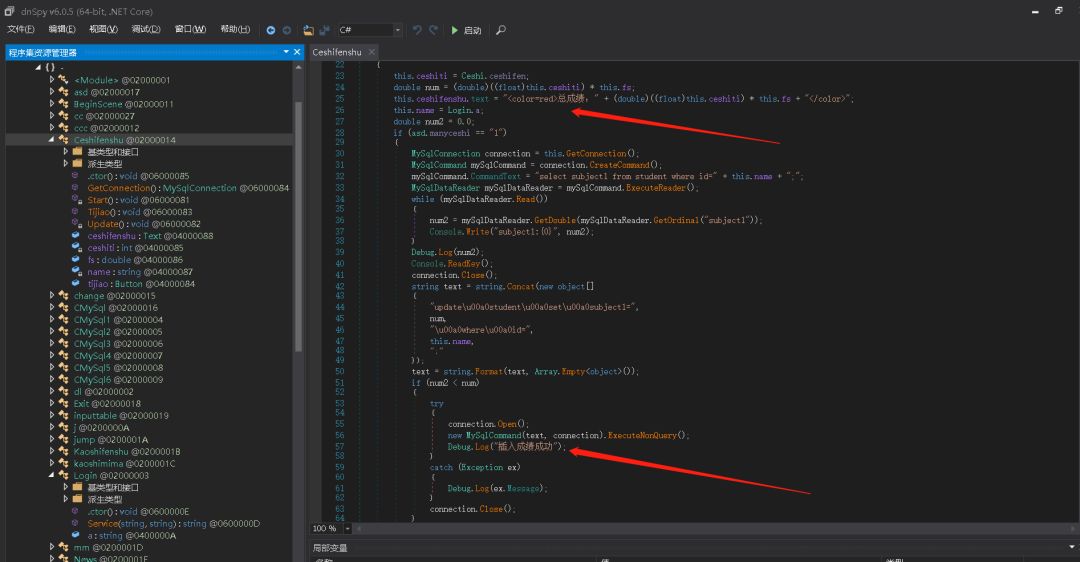 dnSpy v6.0.5 (64-bit, .NET Core)
文件(F) 编辑(E) 视图(V) 调试(D) 窗口(W) 帮助(H) C# 启动
程序集资源管理器
{ } -
<Module> @02000001
asd @02000017
BeginScene @02000011
cc @02000027
ccc @02000012
Ceshifenshu @02000014
基类型和接口
派生类型
.ctor() : void @06000085
GetConnection() : MySqlConnection @06000084
Start() : void @06000081
Tijiao() : void @06000083
Update() : void @06000082
ceshifenshu : Text @04000088
ceshiti : int @04000085
fs : double @04000086
name : string @04000087
tijiao : Button @04000084
change @02000015
CMySql @02000016
CMySql1 @02000004
CMySql2 @02000005
CMySql3 @02000006
CMySql4 @02000007
CMySql5 @02000008
CMySql6 @02000009
dl @02000002
Exit @02000018
inputtable @02000019
j @0200000A
jump @0200001A
Kaoshifenshu @0200001B
kaoshimima @0200001C
Login @02000003
基类型和接口
派生类型
.ctor() : void @0600000E
Service(string, string) : string @0600000D
a : string @0400000A
mm @0200001D
News @0200001E
Ceshifenshu
22 {
23 this.ceshiti = Ceshi.ceshifen;
24 double num = (double)((float)this.ceshiti) * this.fs;
25 this.ceshifenshu.text = "<color=red>总成绩：" + (double)((float)this.ceshiti) * this.fs + "</color>";
26 this.name = Login.a;
27 double num2 = 0.0;
28 if (asd.manyceshi == "1")
29 {
30 MySqlConnection connection = this.GetConnection();
31 MySqlCommand mySqlCommand = connection.CreateCommand();
32 mySqlCommand.CommandText = "select subject1 from student where id=" + this.name + ";";
33 MySqlDataReader mySqlDataReader = mySqlCommand.ExecuteReader();
34 while (mySqlDataReader.Read())
35 {
36 num2 = mySqlDataReader.GetDouble(mySqlDataReader.GetOrdinal("subject1"));
37 Console.Write("subject1:{0}", num2);
38 }
39 Debug.Log(num2);
40 Console.ReadKey();
41 connection.Close();
42 string text = string.Concat(new object[]
43 {
44 "update\u00a0student\u00a0set\u00a0subject1=",
45 num,
46 "\u00a0where\u00a0id=",
47 this.name,
48 ";"
49 });
50 text = string.Format(text, Array.Empty<object>());
51 if (num2 < num)
52 {
53 try
54 {
55 connection.Open();
56 new MySqlCommand(text, connection).ExecuteNonQuery();
57 Debug.Log("插入成绩成功");
58 }
59 catch (Exception ex)
60 {
61 Debug.Log(ex.Message);
62 }
63 connection.Close();
64 }
100 %
局部变量
名称 值 类型